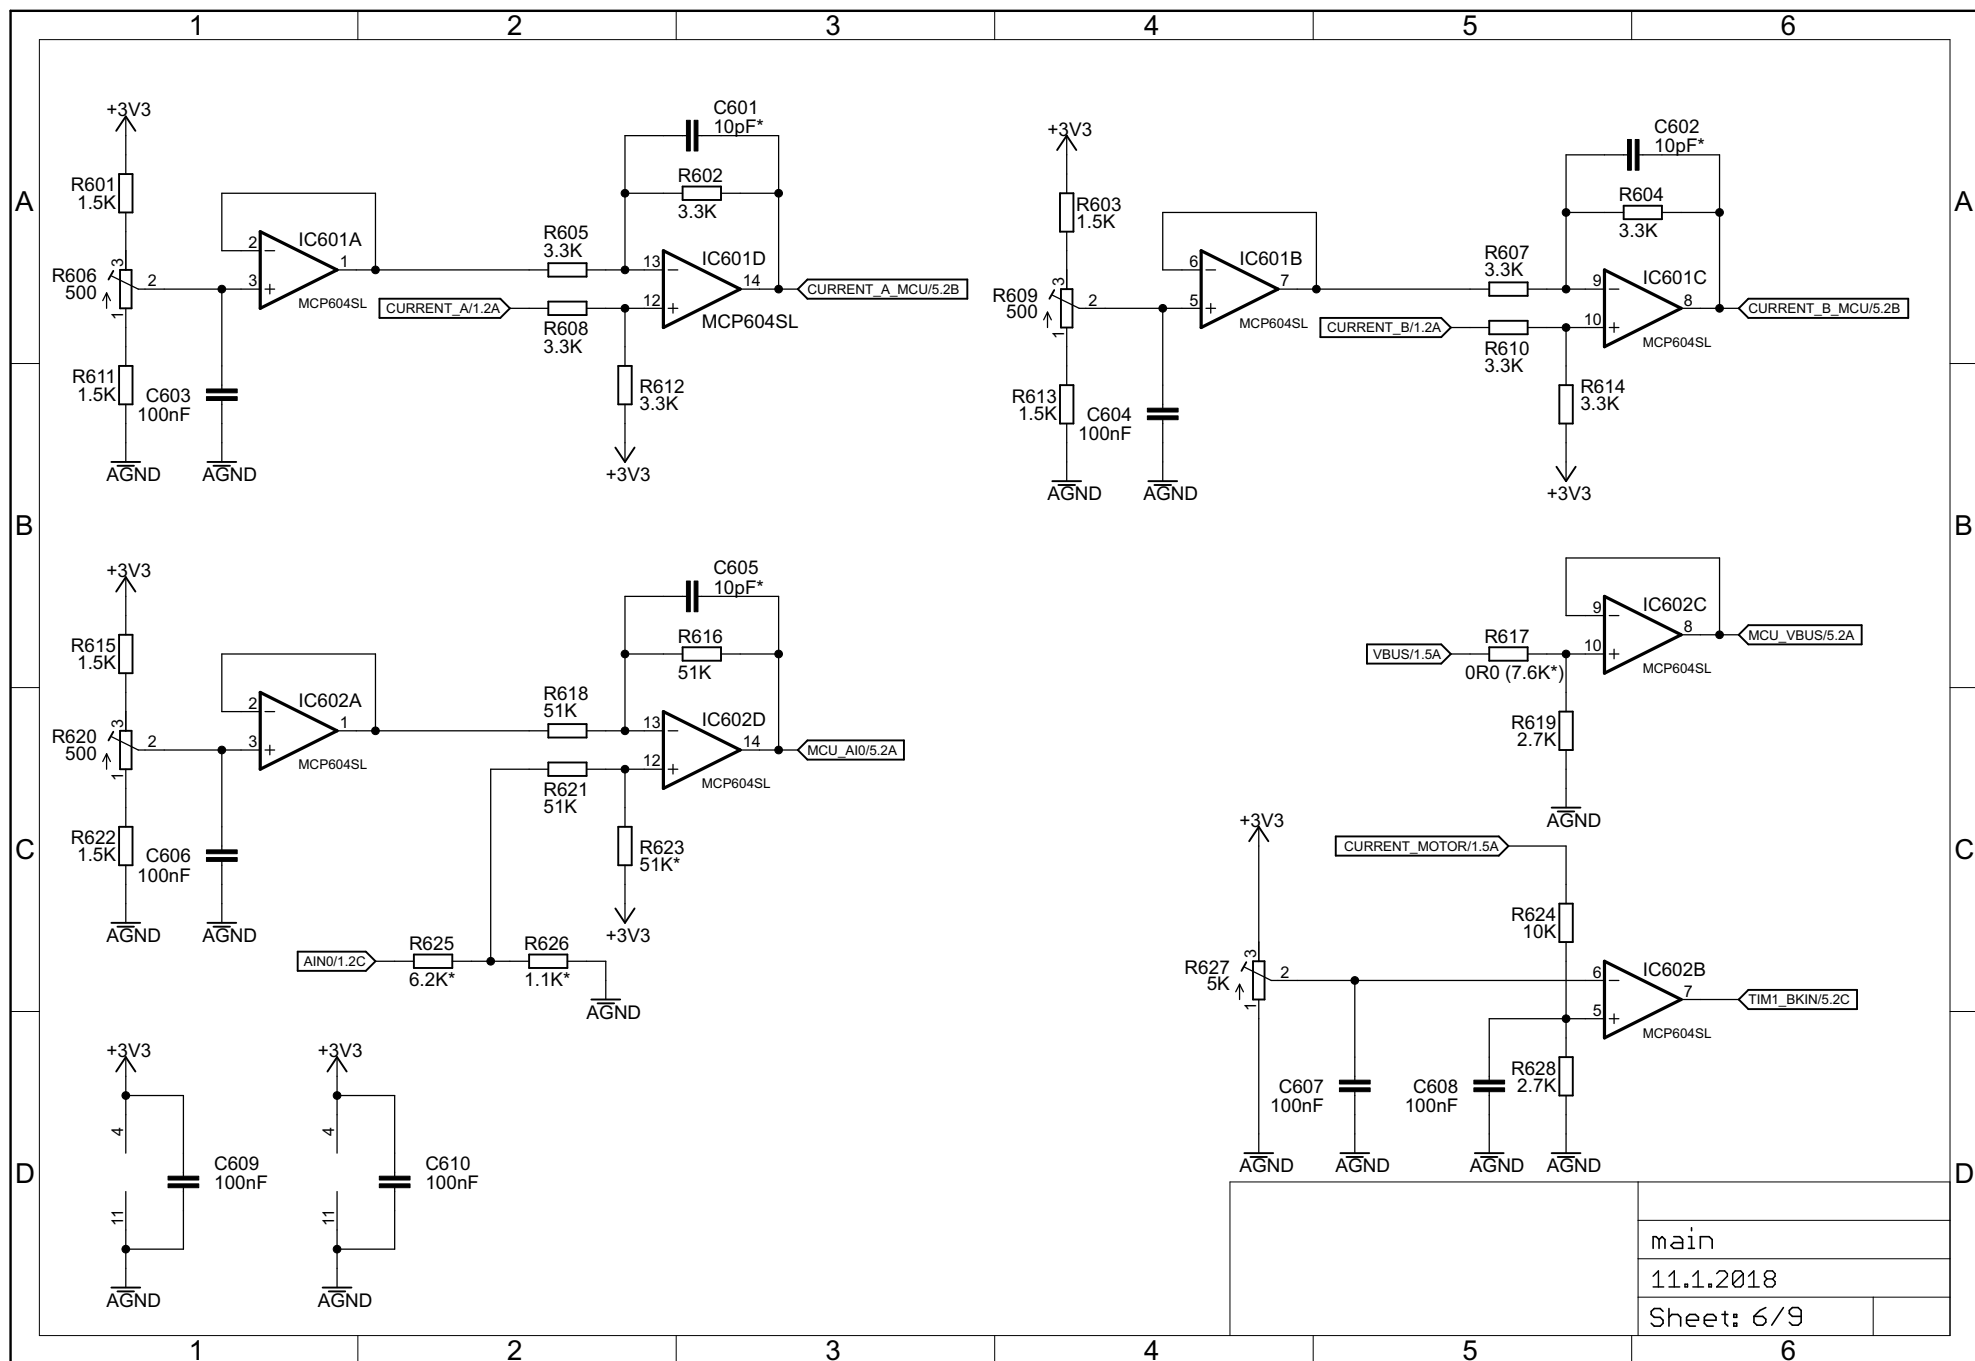 1 2 3 4 5 6
A A
B B
C C
D D
+3V3
R601
1.5K
R606
500
3
2
1
R611
1.5K
AGND
C603
100nF
AGND
2
3
1
IC601A
MCP604SL
R605
3.3K
CURRENT_A/1.2A
R608
3.3K
C601
10pF*
R602
3.3K
13
12
14
IC601D
MCP604SL
CURRENT_A_MCU/5.2B
R612
3.3K
+3V3
+3V3
R603
1.5K
R609
500
3
2
1
R613
1.5K
AGND
C604
100nF
AGND
6
5
7
IC601B
MCP604SL
R607
3.3K
CURRENT_B/1.2A
R610
3.3K
C602
10pF*
R604
3.3K
9
10
8
IC601C
MCP604SL
CURRENT_B_MCU/5.2B
R614
3.3K
+3V3
+3V3
R615
1.5K
R620
500
3
2
1
R622
1.5K
AGND
C606
100nF
AGND
2
3
1
IC602A
MCP604SL
R618
51K
R621
51K
C605
10pF*
R616
51K
13
12
14
IC602D
MCP604SL
MCU_AI0/5.2A
R623
51K*
+3V3
AIN0/1.2C
R625
6.2K*
R626
1.1K*
AGND
VBUS/1.5A
R617
0R0 (7.6K*)
9
10
8
IC602C
MCP604SL
MCU_VBUS/5.2A
R619
2.7K
AGND
+3V3
CURRENT_MOTOR/1.5A
R624
10K
R627
5K
3
2
1
6
5
7
IC602B
MCP604SL
TIM1_BKIN/5.2C
C607
100nF
C608
100nF
R628
2.7K
AGND AGND AGND AGND
+3V3
4
11
C609
100nF
AGND
+3V3
4
11
C610
100nF
AGND
main
11.1.2018
Sheet: 6/9
1 2 3 4 5 6